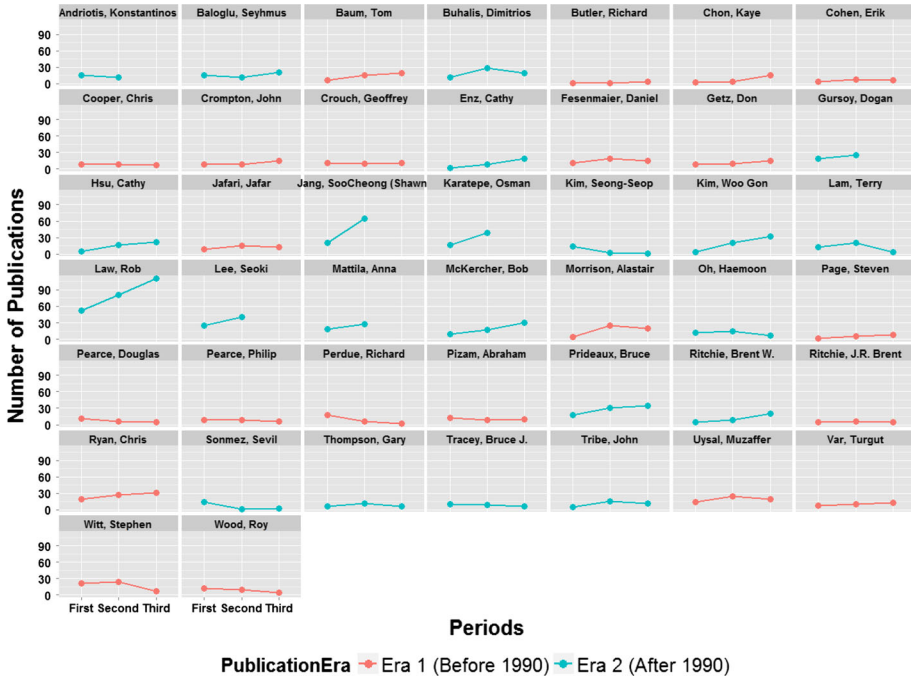 Number of Publications
Andriotis, Konstantinos Baloglu, Seyhmus Baum, Tom Buhalis, Dimitrios Butler, Richard Chon, Kaye Cohen, Erik
90
60
30
0
Cooper, Chris Crompton, John Crouch, Geoffrey Enz, Cathy Fesenmaier, Daniel Getz, Don Gursoy, Dogan
90
60
30
0
Hsu, Cathy Jafari, Jafar Jang, SooCheong (Shawn Karatepe, Osman Kim, Seong-Seop Kim, Woo Gon Lam, Terry
90
60
30
0
Law, Rob Lee, Seoki Mattila, Anna McKercher, Bob Morrison, Alastair Oh, Haemoon Page, Steven
90
60
30
0
Pearce, Douglas Pearce, Philip Perdue, Richard Pizam, Abraham Prideaux, Bruce Ritchie, Brent W. Ritchie, J.R. Brent
90
60
30
0
Ryan, Chris Sonmez, Sevil Thompson, Gary Tracey, Bruce J. Tribe, John Uysal, Muzaffer Var, Turgut
90
60
30
0
Witt, Stephen Wood, Roy
90
60
30
0
First Second Third First Second Third
Periods
PublicationEra Era 1 (Before 1990) Era 2 (After 1990)